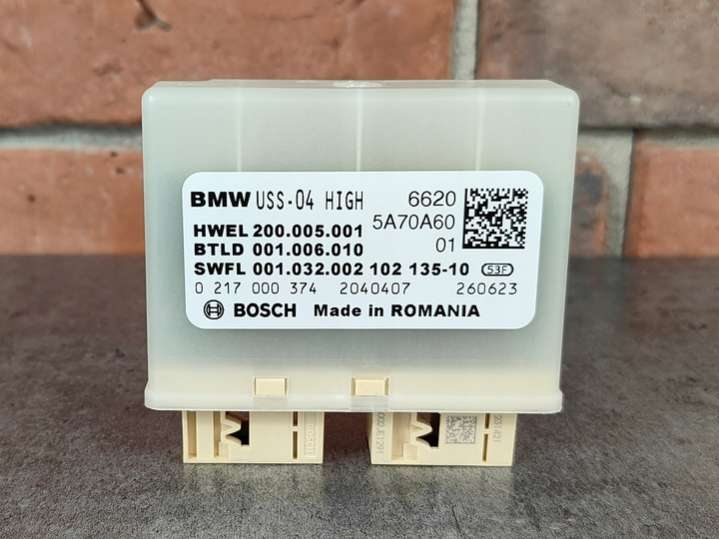 BMW USS-04 HIGH 6620
5A70A60
HWEL 200.005.001
BTLD 001.006.010 01
SWFL 001.032.002 102 135-10 53F
0 217 000 374 2040407 260623
BOSCH Made in ROMANIA